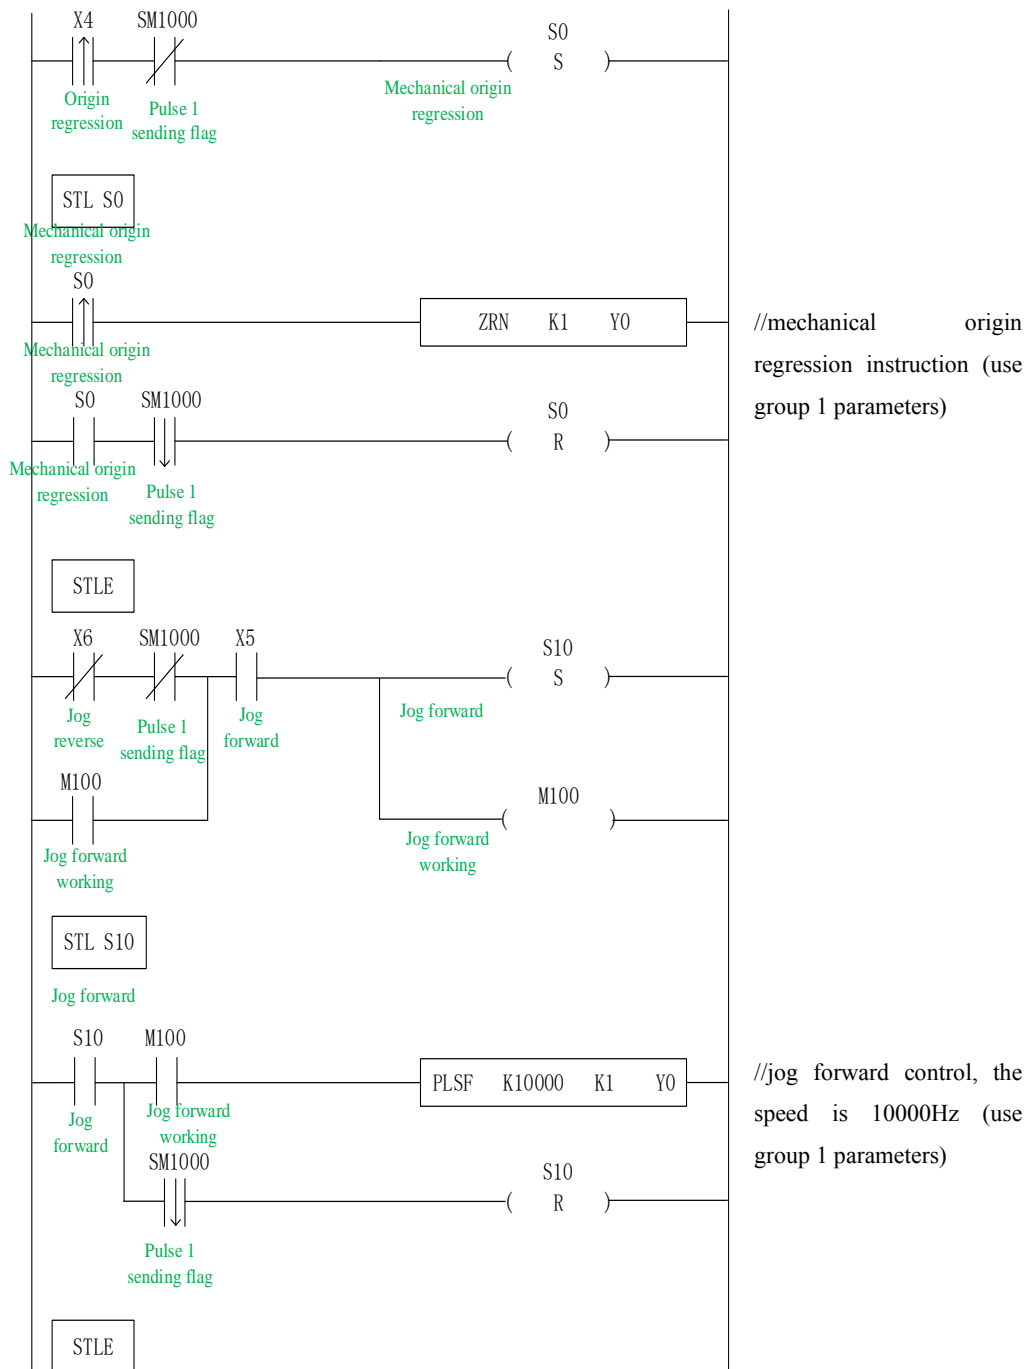 X4 SM1000
S0
( S )
Origin
regression
Pulse 1
sending flag
Mechanical origin
regression
STL S0
Mechanical origin
regression
S0
ZRN K1 Y0
//mechanical origin
regression instruction (use
group 1 parameters)
Mechanical origin
regression
S0 SM1000
S0
( R )
Mechanical origin
regression
Pulse 1
sending flag
STLE
X6 SM1000 X5
S10
( S )
Jog
reverse
Pulse 1
sending flag
Jog
forward
Jog forward
M100
M100
( )
Jog forward
working
Jog forward
working
STL S10
Jog forward
S10 M100
PLSF K10000 K1 Y0
//jog forward control, the
speed is 10000Hz (use
group 1 parameters)
Jog
forward
Jog forward
working
SM1000
S10
( R )
Pulse 1
sending flag
STLE